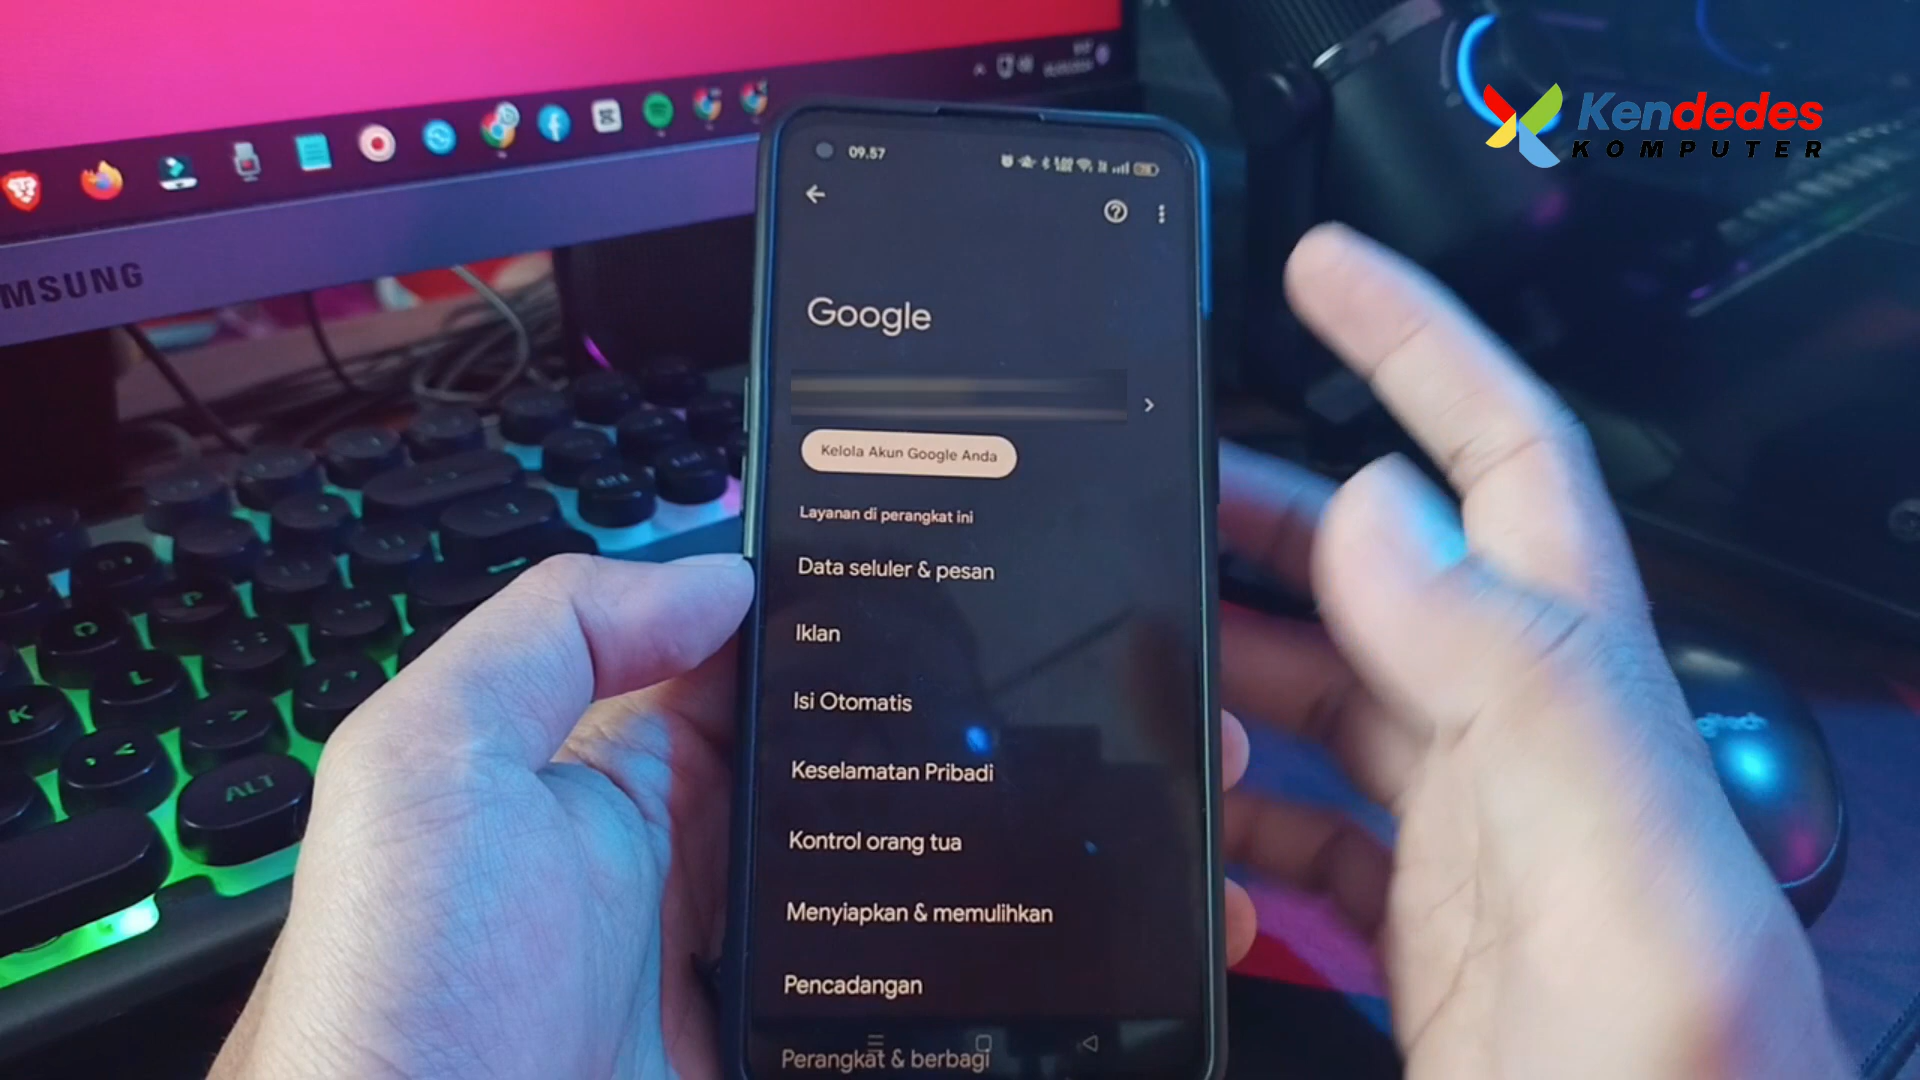 Kendedes
KOMPUTER
MSUNG
09.57
Google
Kelola Akun Google Anda
Layanan di perangkat ini
Data seluler & pesan
Iklan
Isi Otomatis
Keselamatan Pribadi
Kontrol orang tua
Menyiapkan & memulihkan
Pencadangan
Perangkat & berbagi
ALT
K
L
C
P